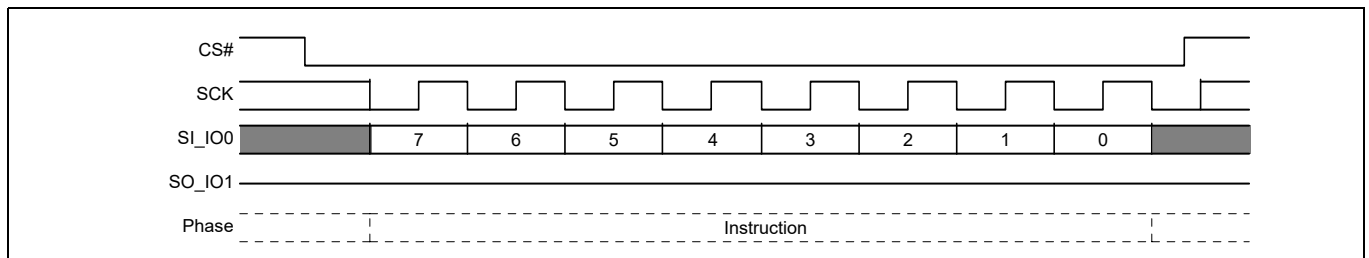 CS#
SCK
SI_IO0 7 6 5 4 3 2 1 0
SO_IO1
Phase Instruction